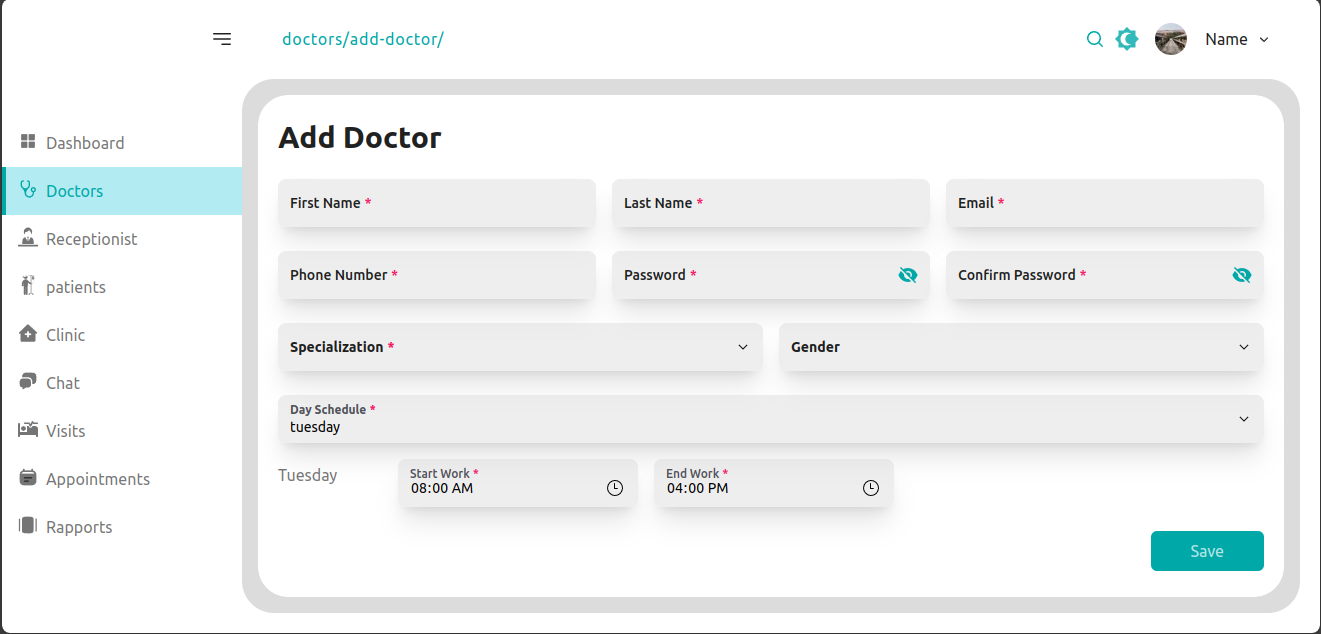 doctors/add-doctor/
Name
Dashboard
Doctors
Receptionist
patients
Clinic
Chat
Visits
Appointments
Rapports
Add Doctor
First Name *
Last Name *
Email *
Phone Number *
Password *
Confirm Password *
Specialization *
Gender
Day Schedule *
tuesday
Tuesday
Start Work *
08:00 AM
End Work *
04:00 PM
Save